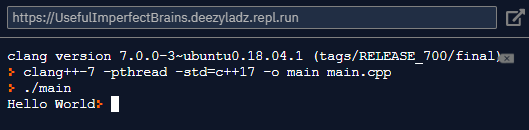 https://UsefulImperfectBrains.deezyladz.repl.run
clang version 7.0.0-3~ubuntu0.18.04.1 (tags/RELEASE_700/final)
> clang++-7 -pthread -std=c++17 -o main main.cpp
> ./main
Hello World>